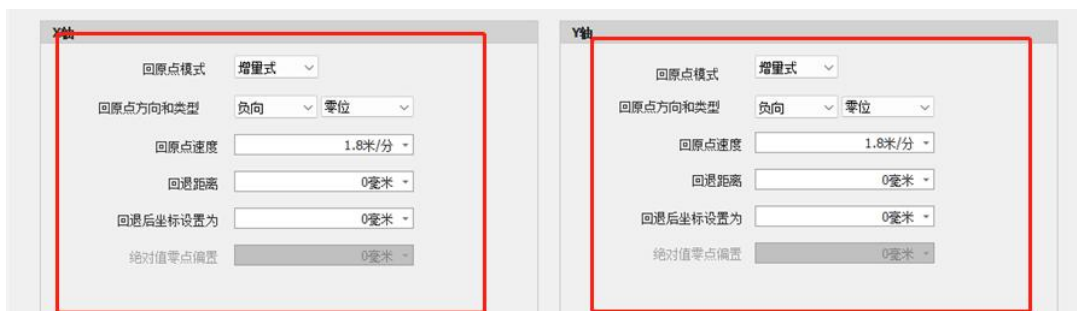 X轴
回原点模式 增量式
回原点方向和类型 负向 零位
回原点速度 1.8米/分
回退距离 0毫米
回退后坐标设置为 0毫米
绝对值零点偏置 0毫米
Y轴
回原点模式 增量式
回原点方向和类型 负向 零位
回原点速度 1.8米/分
回退距离 0毫米
回退后坐标设置为 0毫米
绝对值零点偏置 0毫米